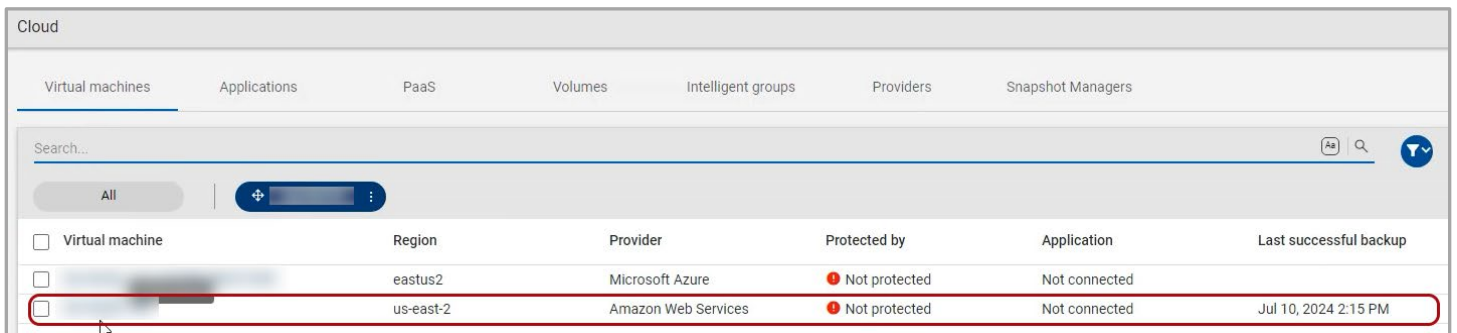 Cloud
Virtual machines Applications PaaS Volumes Intelligent groups Providers Snapshot Managers
Search... Aa
All
Virtual machine Region Provider Protected by Application Last successful backup
eastus2 Microsoft Azure Not protected Not connected
us-east-2 Amazon Web Services Not protected Not connected Jul 10, 2024 2:15 PM